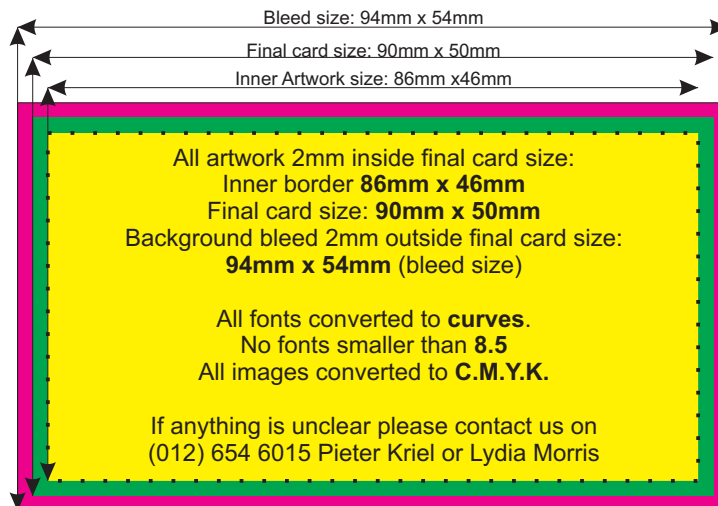 Bleed size: 94mm x 54mm
Final card size: 90mm x 50mm
Inner Artwork size: 86mm x46mm
All artwork 2mm inside final card size:
Inner border 86mm x 46mm
Final card size: 90mm x 50mm
Background bleed 2mm outside final card size:
94mm x 54mm (bleed size)
All fonts converted to curves.
No fonts smaller than 8.5
All images converted to C.M.Y.K.
If anything is unclear please contact us on
(012) 654 6015 Pieter Kriel or Lydia Morris